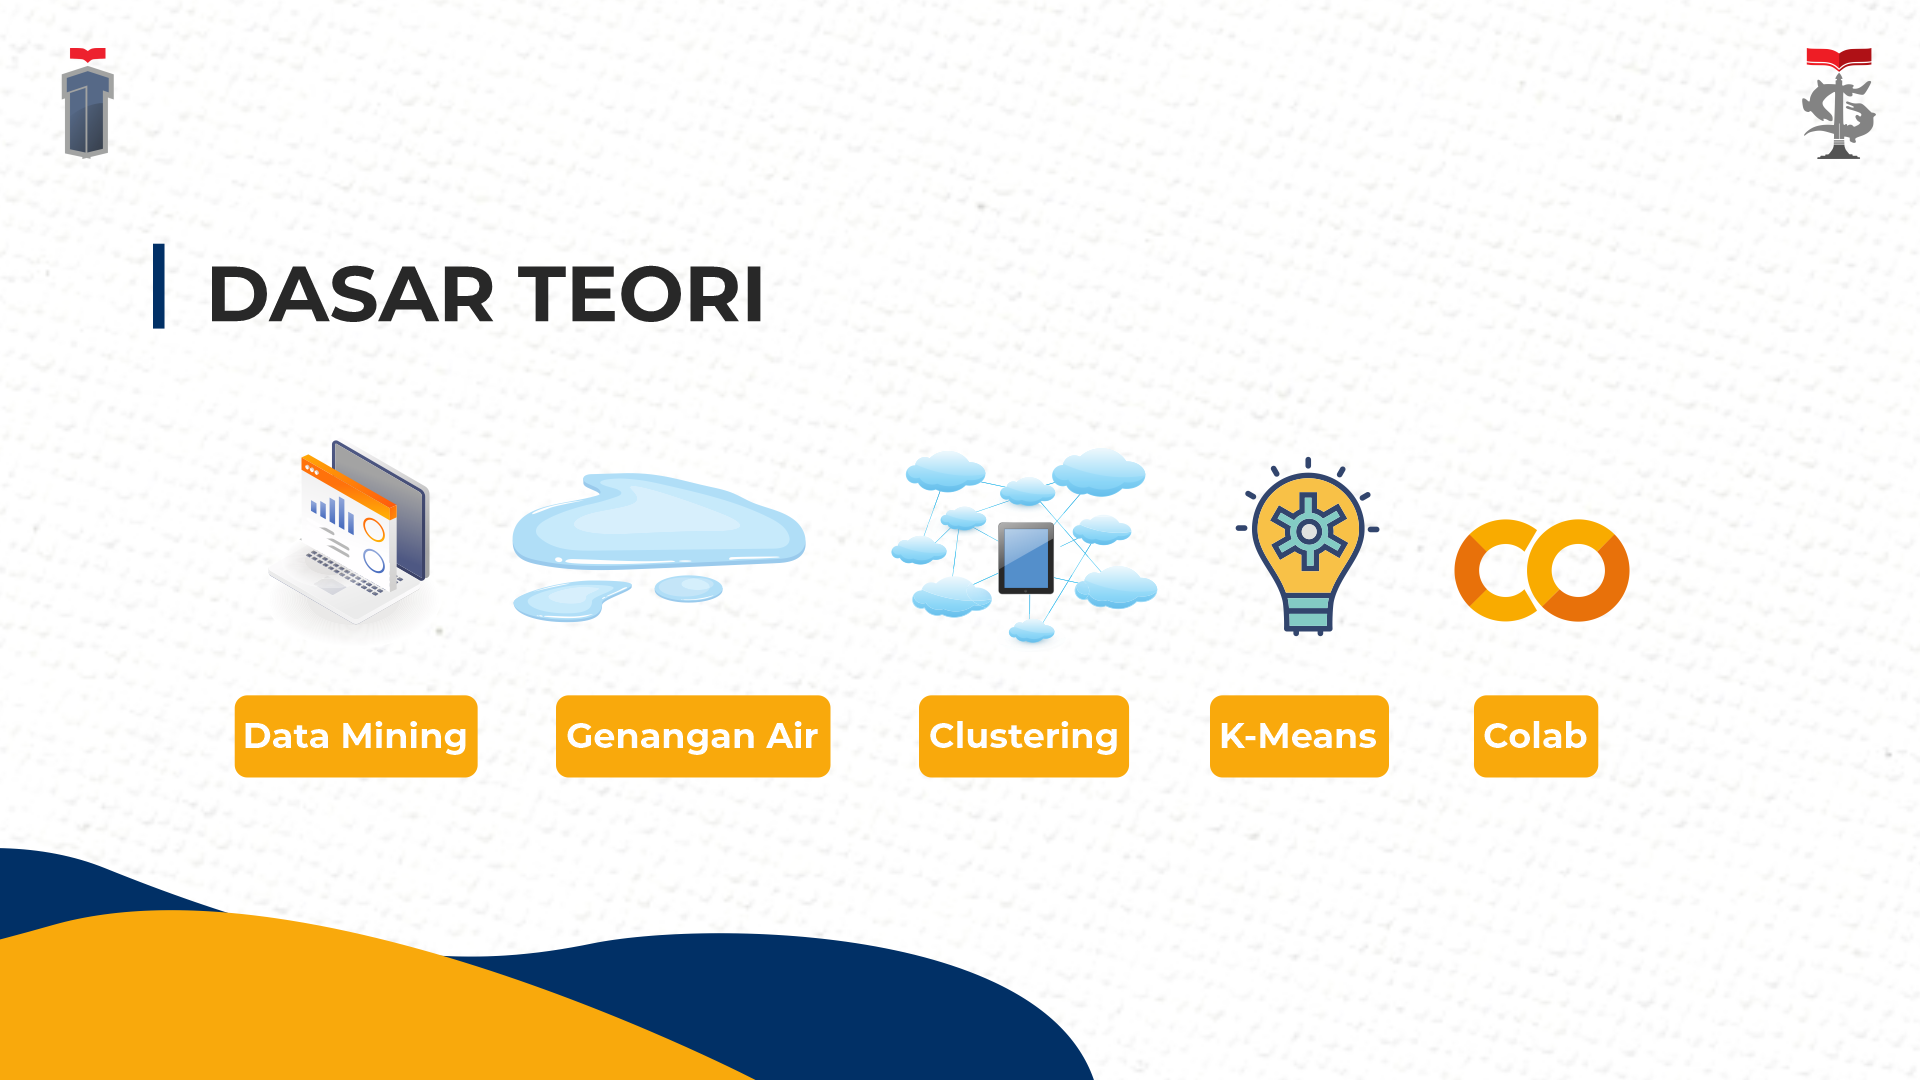 DASAR TEORI
Data Mining
Genangan Air
Clustering
K-Means
Colab